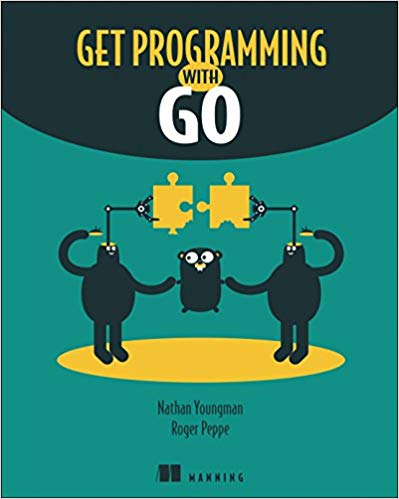 GET PROGRAMMING
WITH
GO
Nathan Youngman
Roger Peppe
MANNING